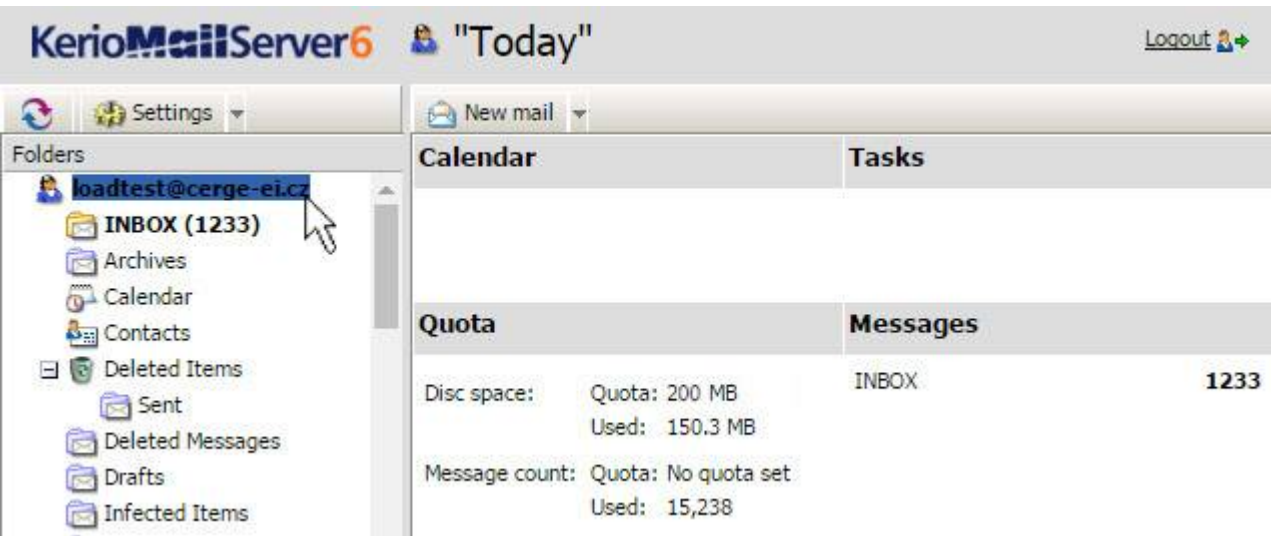 KerioMailServer6
"Today"
Logout
Settings
New mail
Folders
loadtest@cerge-ei.cz
INBOX (1233)
Archives
Calendar
Contacts
Deleted Items
Sent
Deleted Messages
Drafts
Infected Items
Calendar
Tasks
Quota
Disc space: Quota: 200 MB
Used: 150.3 MB
Message count: Quota: No quota set
Used: 15,238
Messages
INBOX 1233